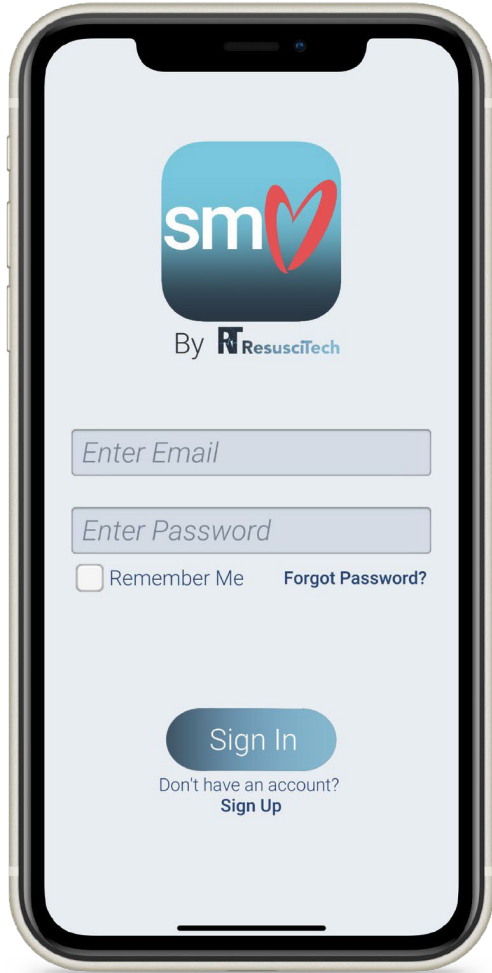 sm
By RT ResusciTech
Enter Email
Enter Password
Remember Me Forgot Password?
Sign In
Don't have an account?
Sign Up